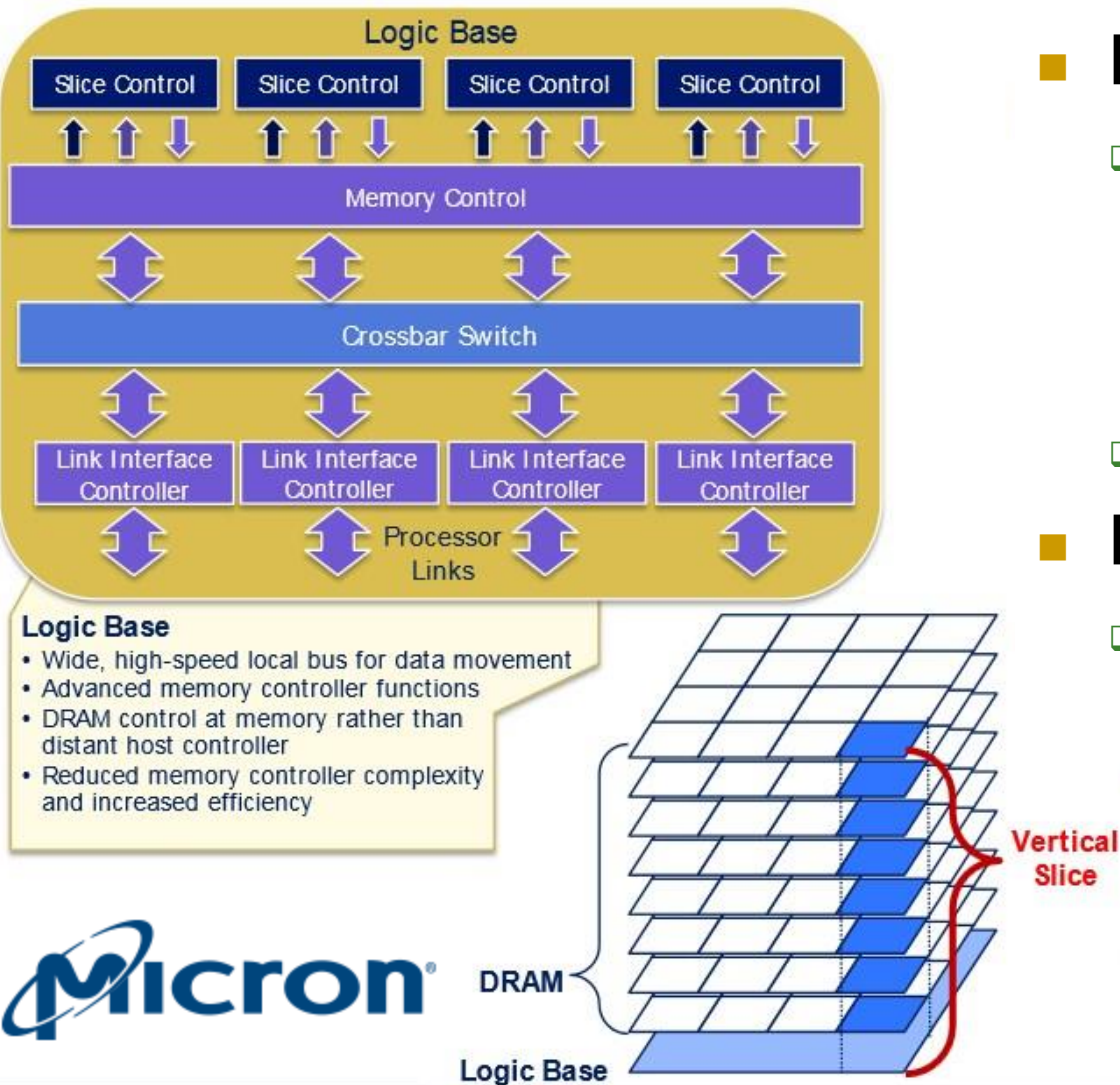 Logic Base
Slice Control Slice Control Slice Control Slice Control
Memory Control
Crossbar Switch
Link Interface Controller Link Interface Controller Link Interface Controller Link Interface Controller
Processor
Links
Logic Base
• Wide, high-speed local bus for data movement
• Advanced memory controller functions
• DRAM control at memory rather than
distant host controller
• Reduced memory controller complexity
and increased efficiency
Vertical
Slice
DRAM
Logic Base
Micron®